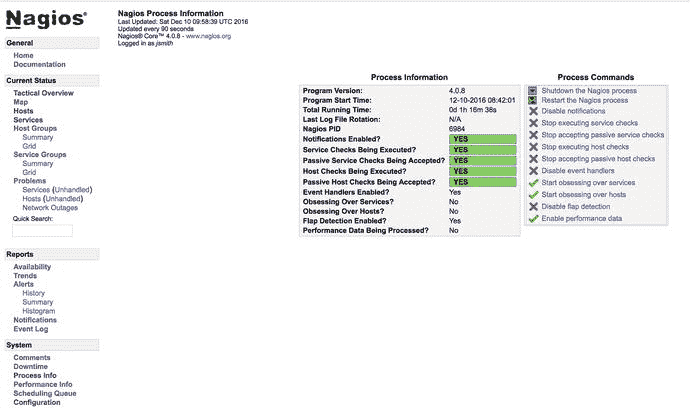 Nagios®
General
Home
Documentation
Current Status
Tactical Overview
Map
Hosts
Services
Host Groups
Summary
Grid
Service Groups
Summary
Grid
Problems
Services (Unhandled)
Hosts (Unhandled)
Network Outages
Quick Search:
Reports
Availability
Trends
Alerts
History
Summary
Histogram
Notifications
Event Log
System
Comments
Downtime
Process Info
Performance Info
Scheduling Queue
Configuration
Nagios Process Information
Last Updated: Sat Dec 10 09:58:39 UTC 2016
Updated every 90 seconds
Nagios® Core™ 4.0.8 - www.nagios.org
Logged in as jsmith
Process Information
Program Version: 4.0.8
Program Start Time: 12-10-2016 08:42:01
Total Running Time: 0d 1h 16m 38s
Last Log File Rotation: N/A
Nagios PID 6984
Notifications Enabled? YES
Service Checks Being Executed? YES
Passive Service Checks Being Accepted? YES
Host Checks Being Executed? YES
Passive Host Checks Being Accepted? YES
Event Handlers Enabled? Yes
Obsessing Over Services? No
Obsessing Over Hosts? No
Flap Detection Enabled? Yes
Performance Data Being Processed? No
Process Commands
Shutdown the Nagios process
Restart the Nagios process
Disable notifications
Stop executing service checks
Stop accepting passive service checks
Stop executing host checks
Stop accepting passive host checks
Disable event handlers
Start obsessing over services
Start obsessing over hosts
Disable flap detection
Enable performance data